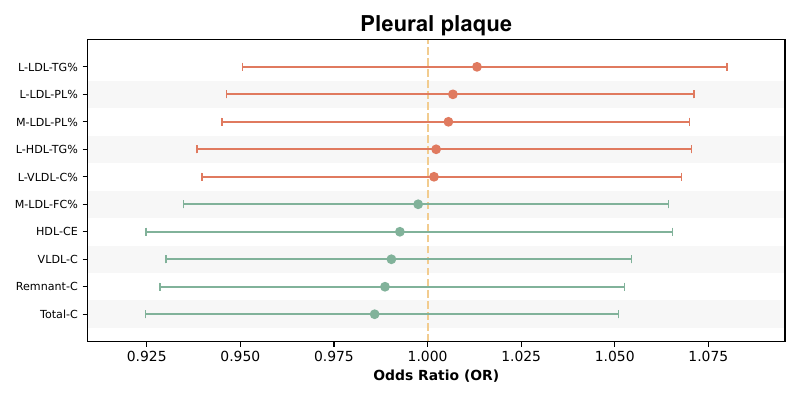 Pleural plaque
L-LDL-TG%
L-LDL-PL%
M-LDL-PL%
L-HDL-TG%
L-VLDL-C%
M-LDL-FC%
HDL-CE
VLDL-C
Remnant-C
Total-C
0.925 0.950 0.975 1.000 1.025 1.050 1.075
Odds Ratio (OR)